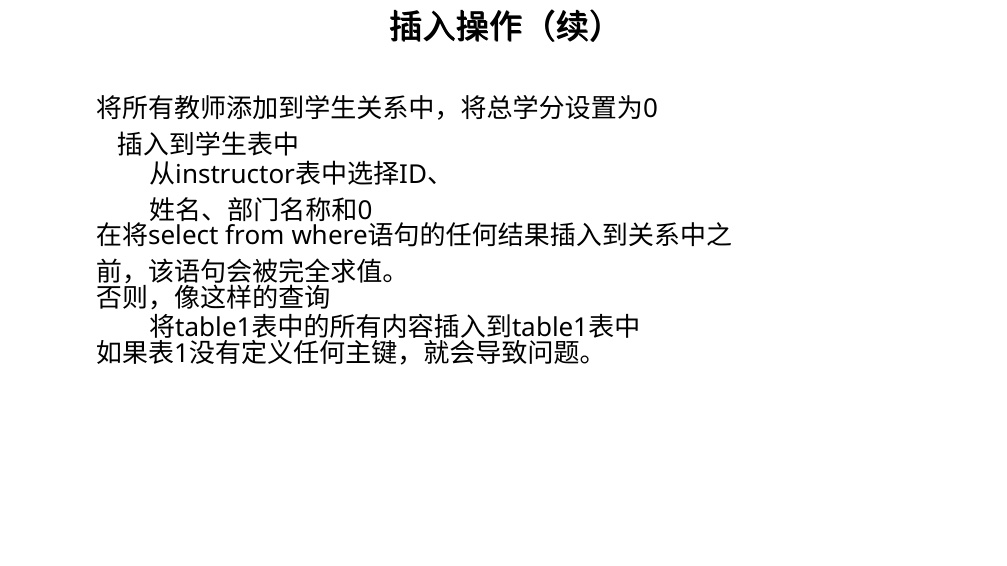 插入操作（续）
将所有教师添加到学生关系中，将总学分设置为0
插入到学生表中
从instructor表中选择ID、
姓名、部门名称和0
在将select from where语句的任何结果插入到关系中之
前，该语句会被完全求值。
否则，像这样的查询
将table1表中的所有内容插入到table1表中
如果表1没有定义任何主键，就会导致问题。